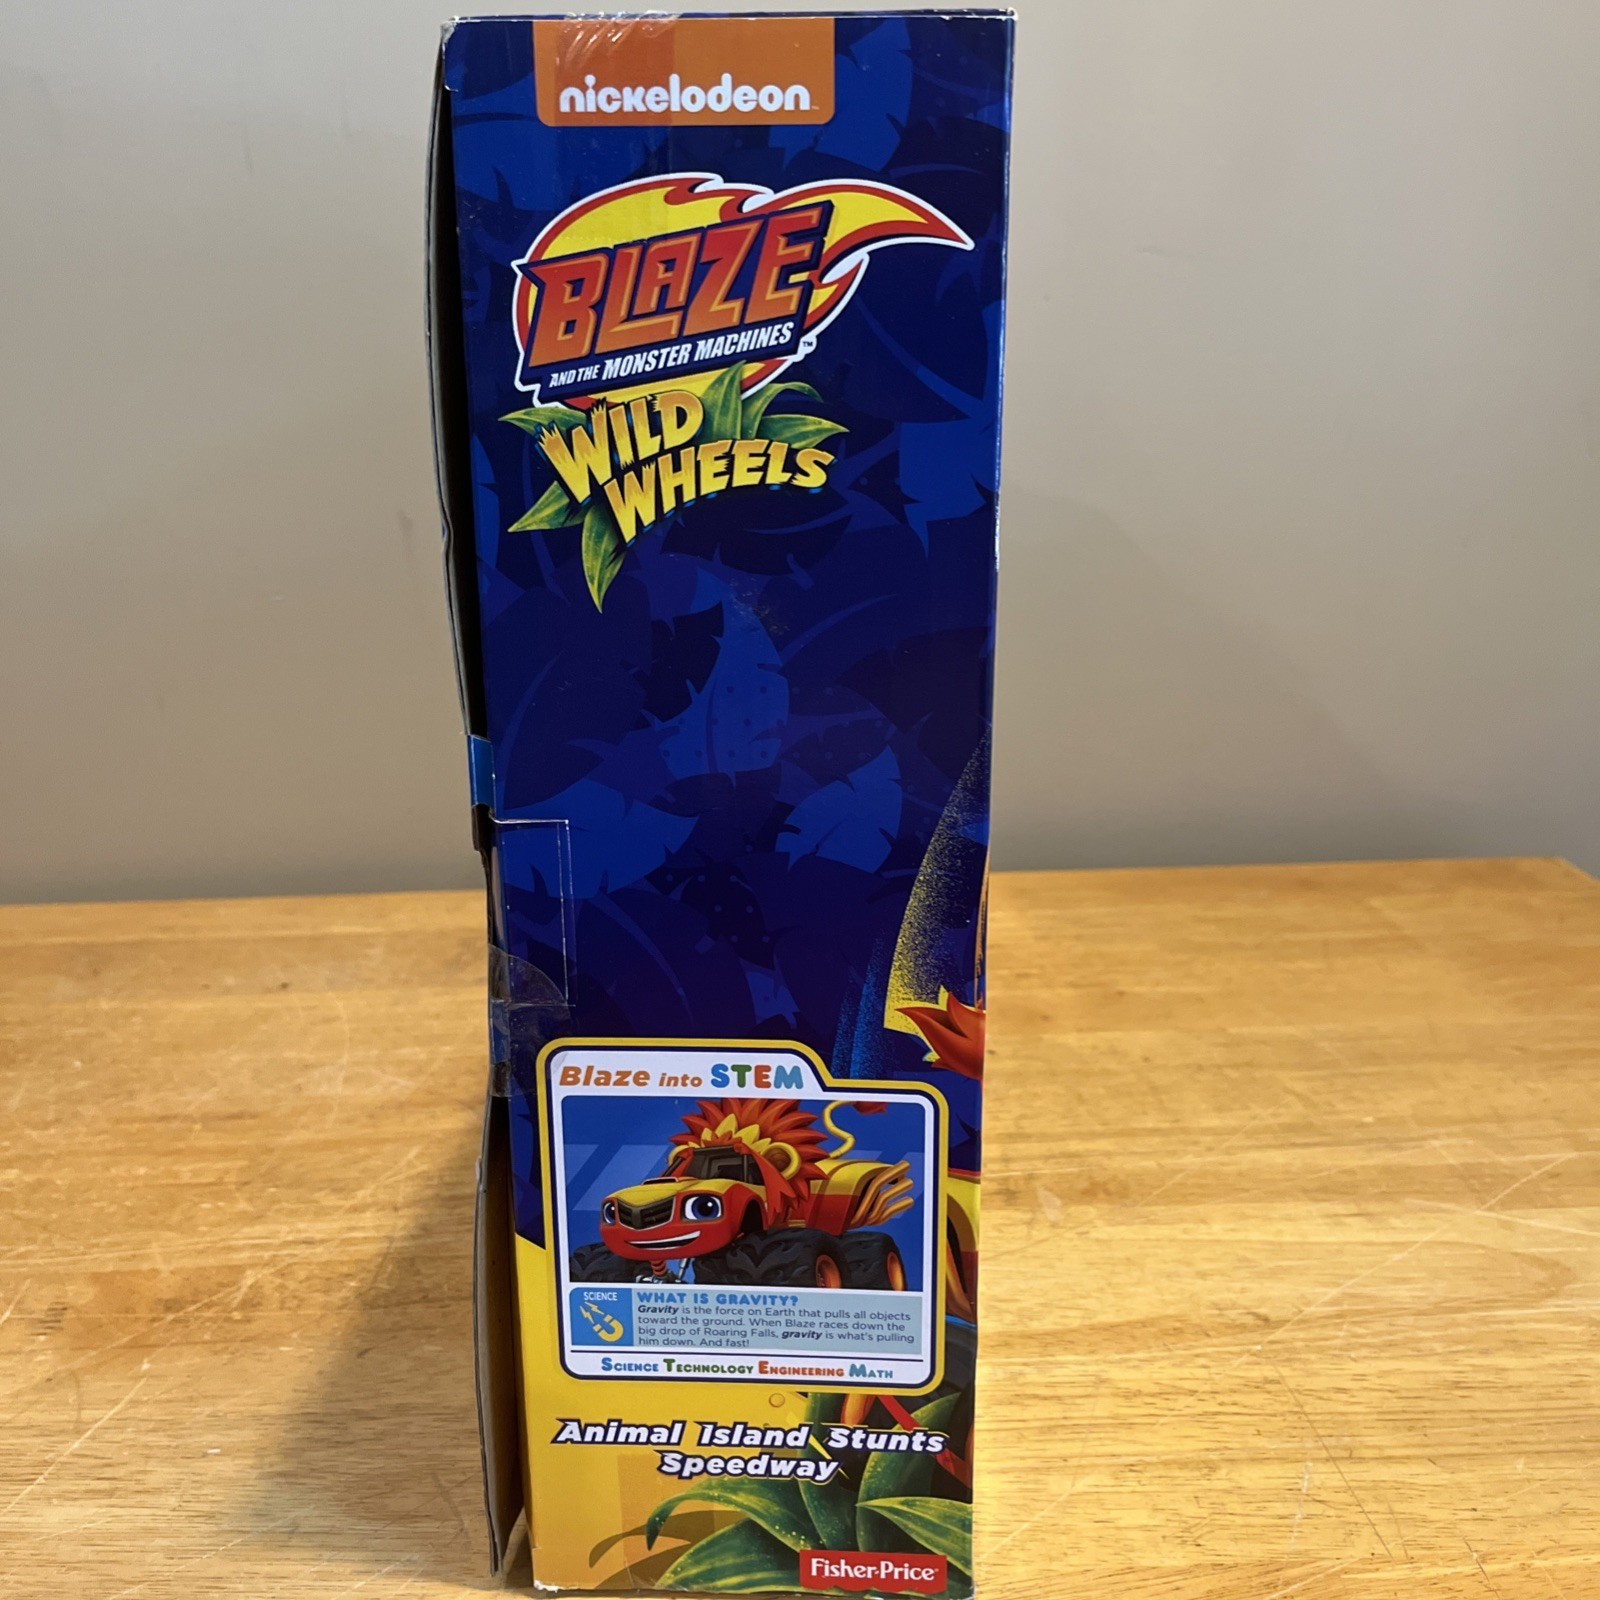 nickelodeon
BLAZE
AND THE MONSTER MACHINES™
WILD
WHEELS
Blaze into STEM
SCIENCE
WHAT IS GRAVITY?
Gravity is the force on Earth that pulls all objects
toward the ground. When Blaze races down the
big drop of Roaring Falls, gravity is what's pulling
him down. And fast!
SCIENCE TECHNOLOGY ENGINEERING MATH
Animal Island Stunts
Speedway
Fisher-Price